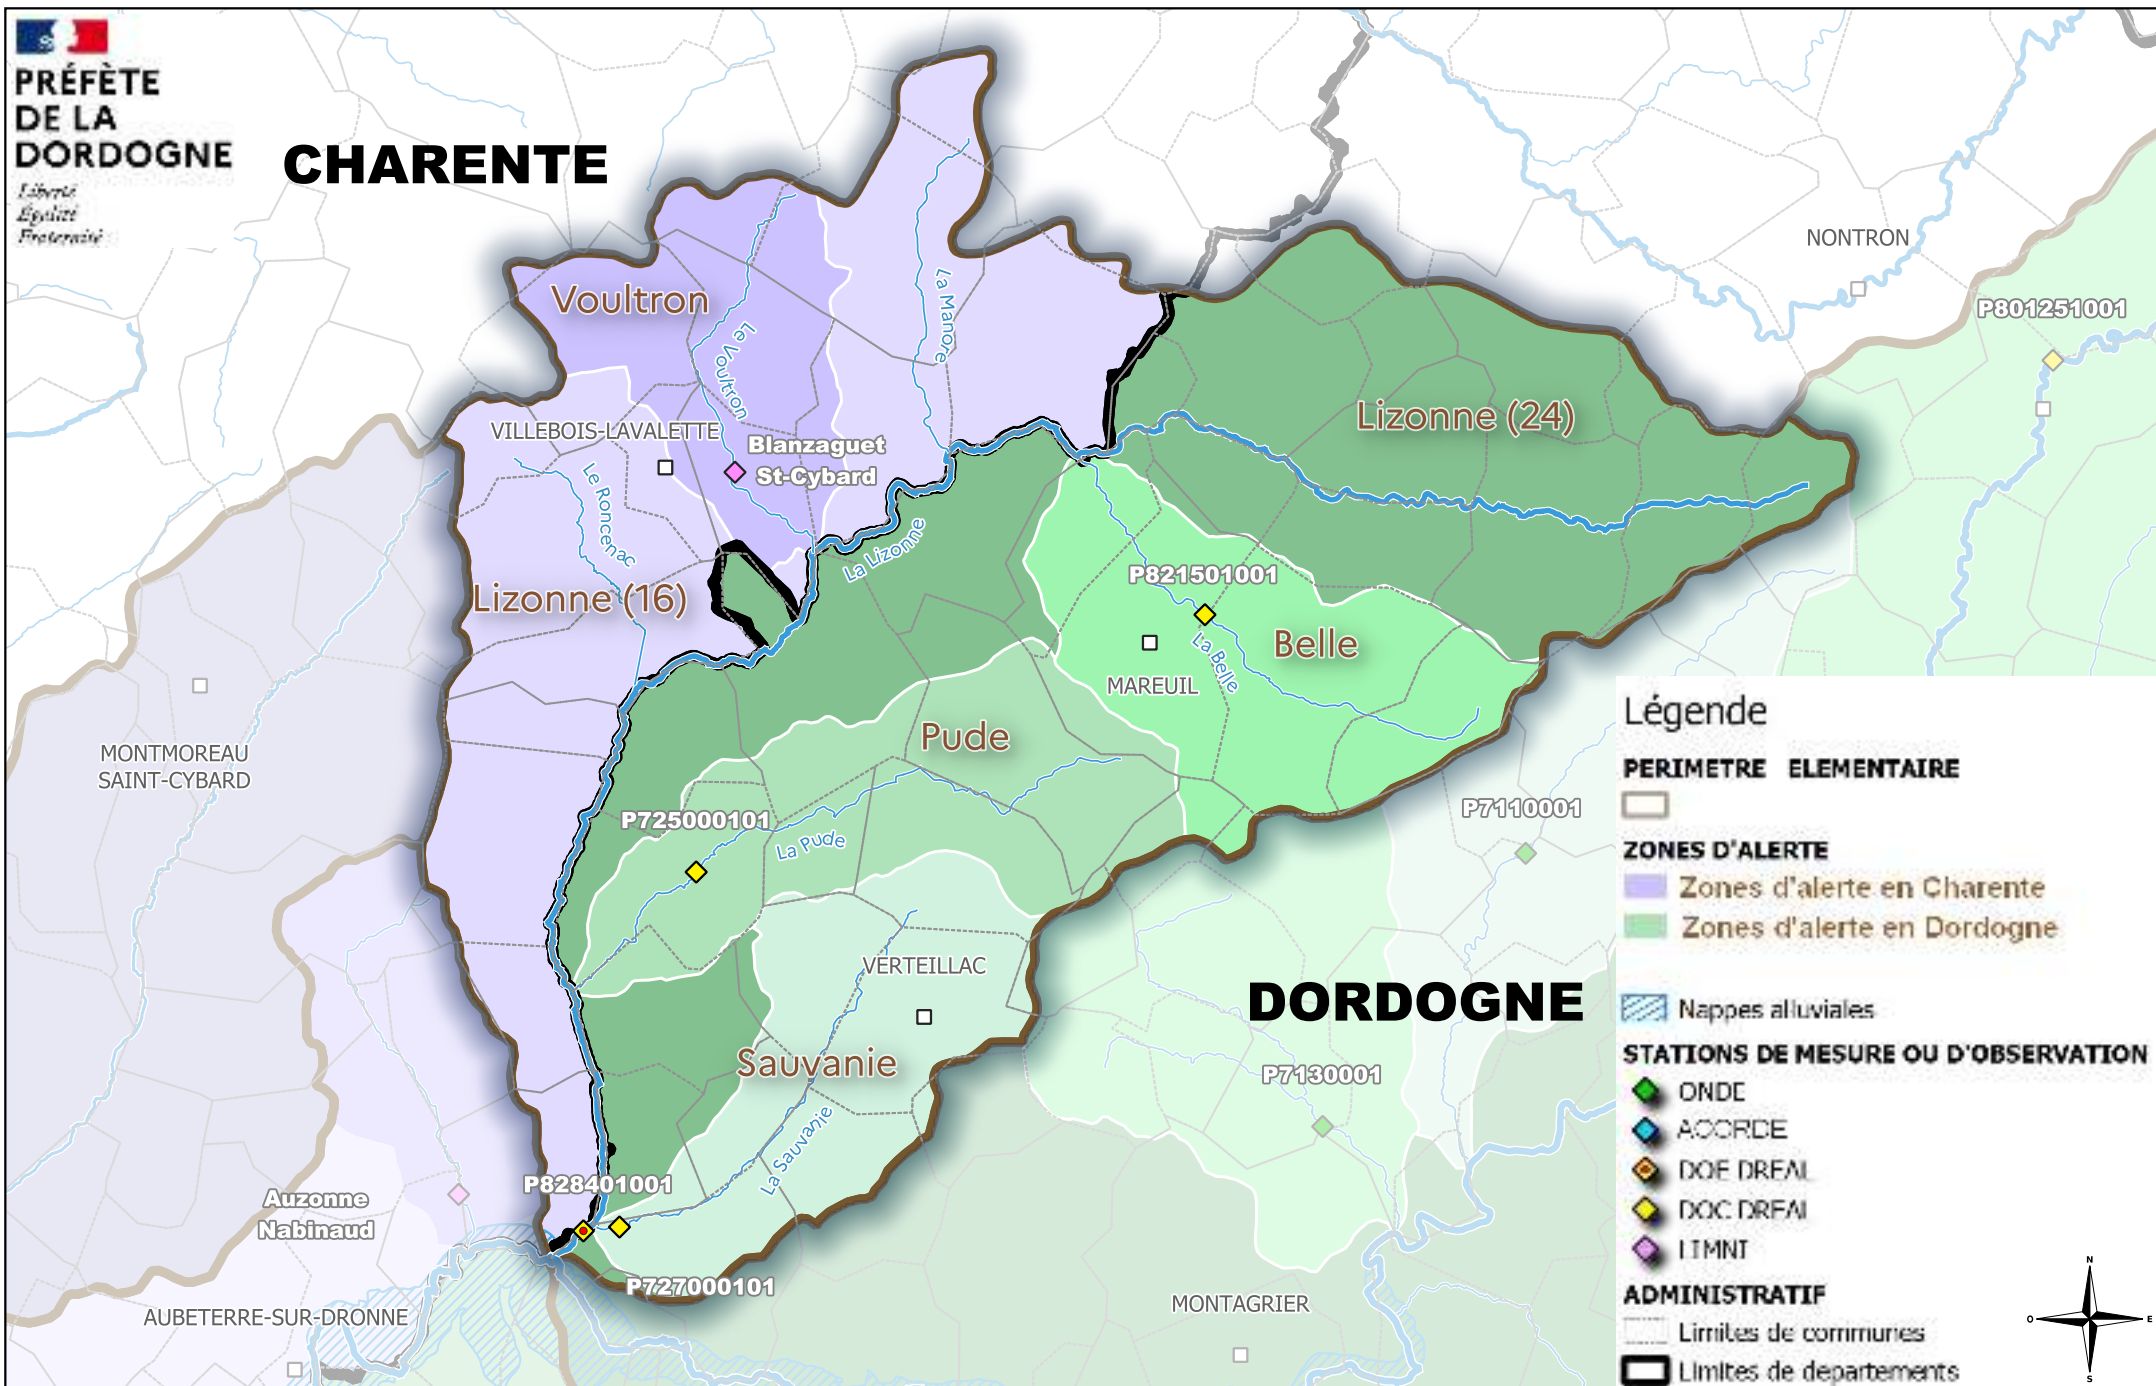 PRÉFÈTE
DE LA
DORDOGNE
Liberté
Égalité
Fraternité
CHARENTE
NONTRON
P801251001
Voultron
La Manore
Le Voultron
Lizonne (24)
VILLEBOIS-LAVALETTE
Blanzaguet
St-Cybard
Le Roncenac
La Lizonne
P821501001
Lizonne (16)
Belle
La Belle
MAREUIL
Pude
MONTMOREAU
SAINT-CYBARD
P725000101
La Pude
P7110001
VERTEILLAC
DORDOGNE
Sauvanie
P7130001
La Sauvanie
P828401001
Auzonne
Nabinaud
P727000101
AUBETERRE-SUR-DRONNE
MONTAGRIER
Légende
PERIMETRE ELEMENTAIRE
ZONES D'ALERTE
Zones d'alerte en Charente
Zones d'alerte en Dordogne
Nappes alluviales
STATIONS DE MESURE OU D'OBSERVATION
ONDE
ACORDE
DOE DREAL
DOC DREAL
LIMNI
ADMINISTRATIF
Limites de communes
Limites de departements
N
O
E
S